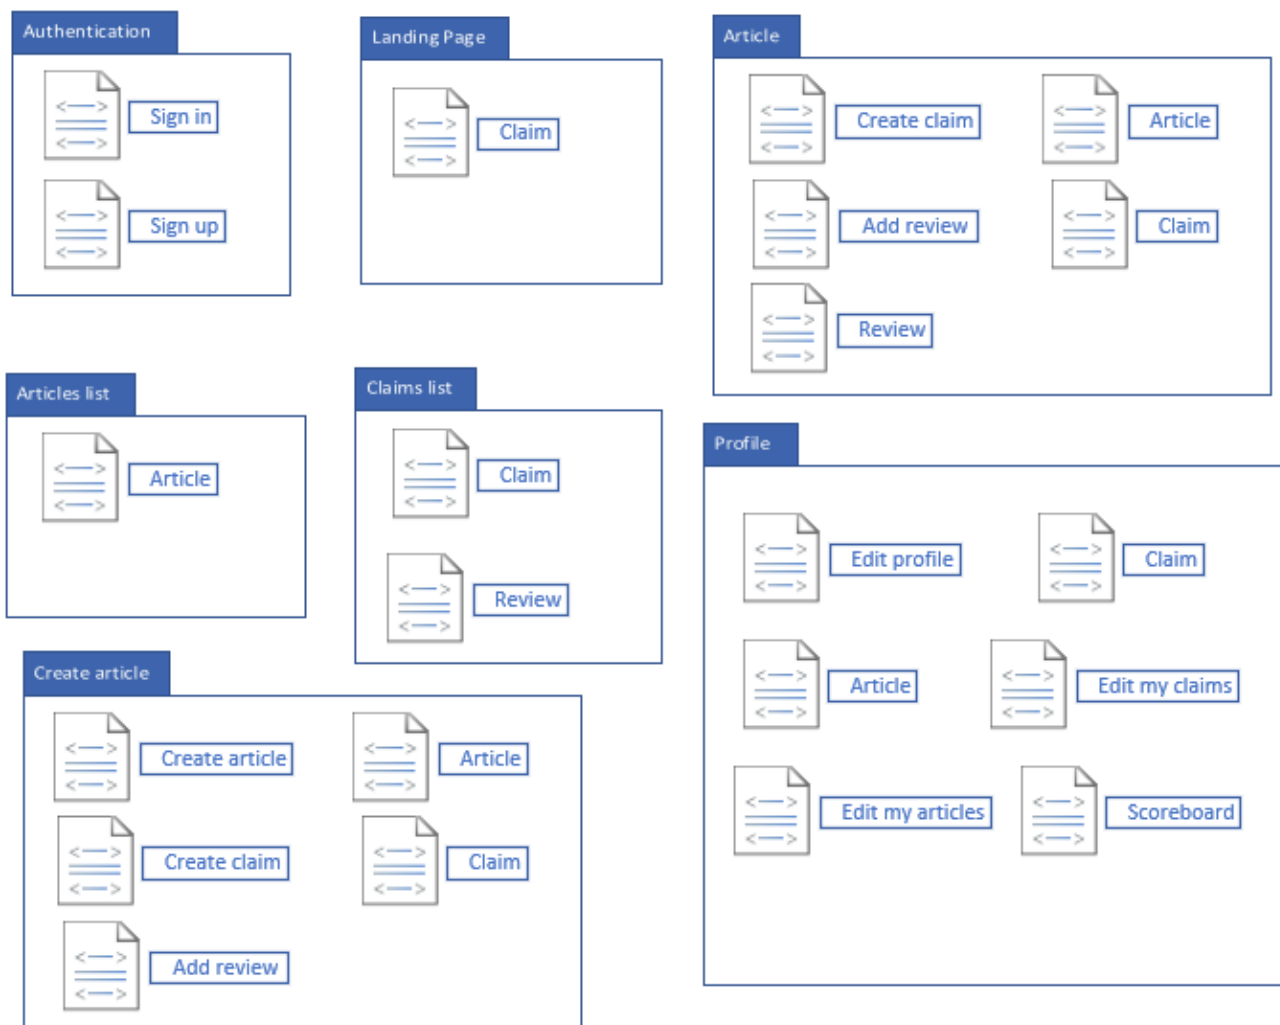 Authentication
Sign in
Sign up
Landing Page
Claim
Article
Create claim
Article
Add review
Claim
Review
Articles list
Article
Claims list
Claim
Review
Profile
Edit profile
Claim
Article
Edit my claims
Edit my articles
Scoreboard
Create article
Create article
Article
Create claim
Claim
Add review